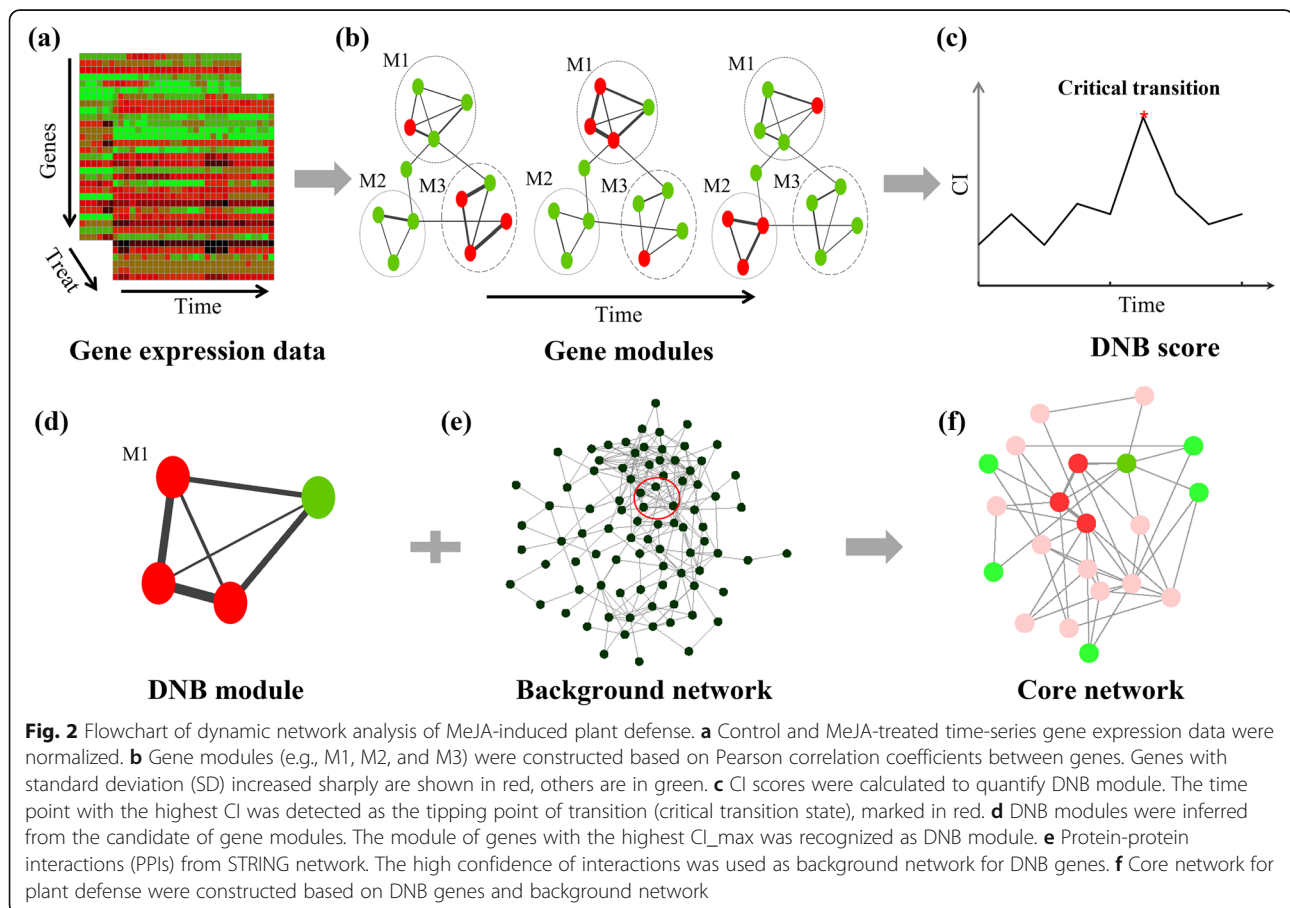 (a)
Genes
Treat
Time
Gene expression data
(b)
M1
M2
M3
M1
M2
M3
M1
M2
M3
Time
Gene modules
(c)
Critical transition
*
CI
Time
DNB score
(d)
M1
DNB module
(e)
Background network
(f)
Core network
Fig. 2 Flowchart of dynamic network analysis of MeJA-induced plant defense. a Control and MeJA-treated time-series gene expression data were
normalized. b Gene modules (e.g., M1, M2, and M3) were constructed based on Pearson correlation coefficients between genes. Genes with
standard deviation (SD) increased sharply are shown in red, others are in green. c CI scores were calculated to quantify DNB module. The time
point with the highest CI was detected as the tipping point of transition (critical transition state), marked in red. d DNB modules were inferred
from the candidate of gene modules. The module of genes with the highest CI_max was recognized as DNB module. e Protein-protein
interactions (PPIs) from STRING network. The high confidence of interactions was used as background network for DNB genes. f Core network for
plant defense were constructed based on DNB genes and background network